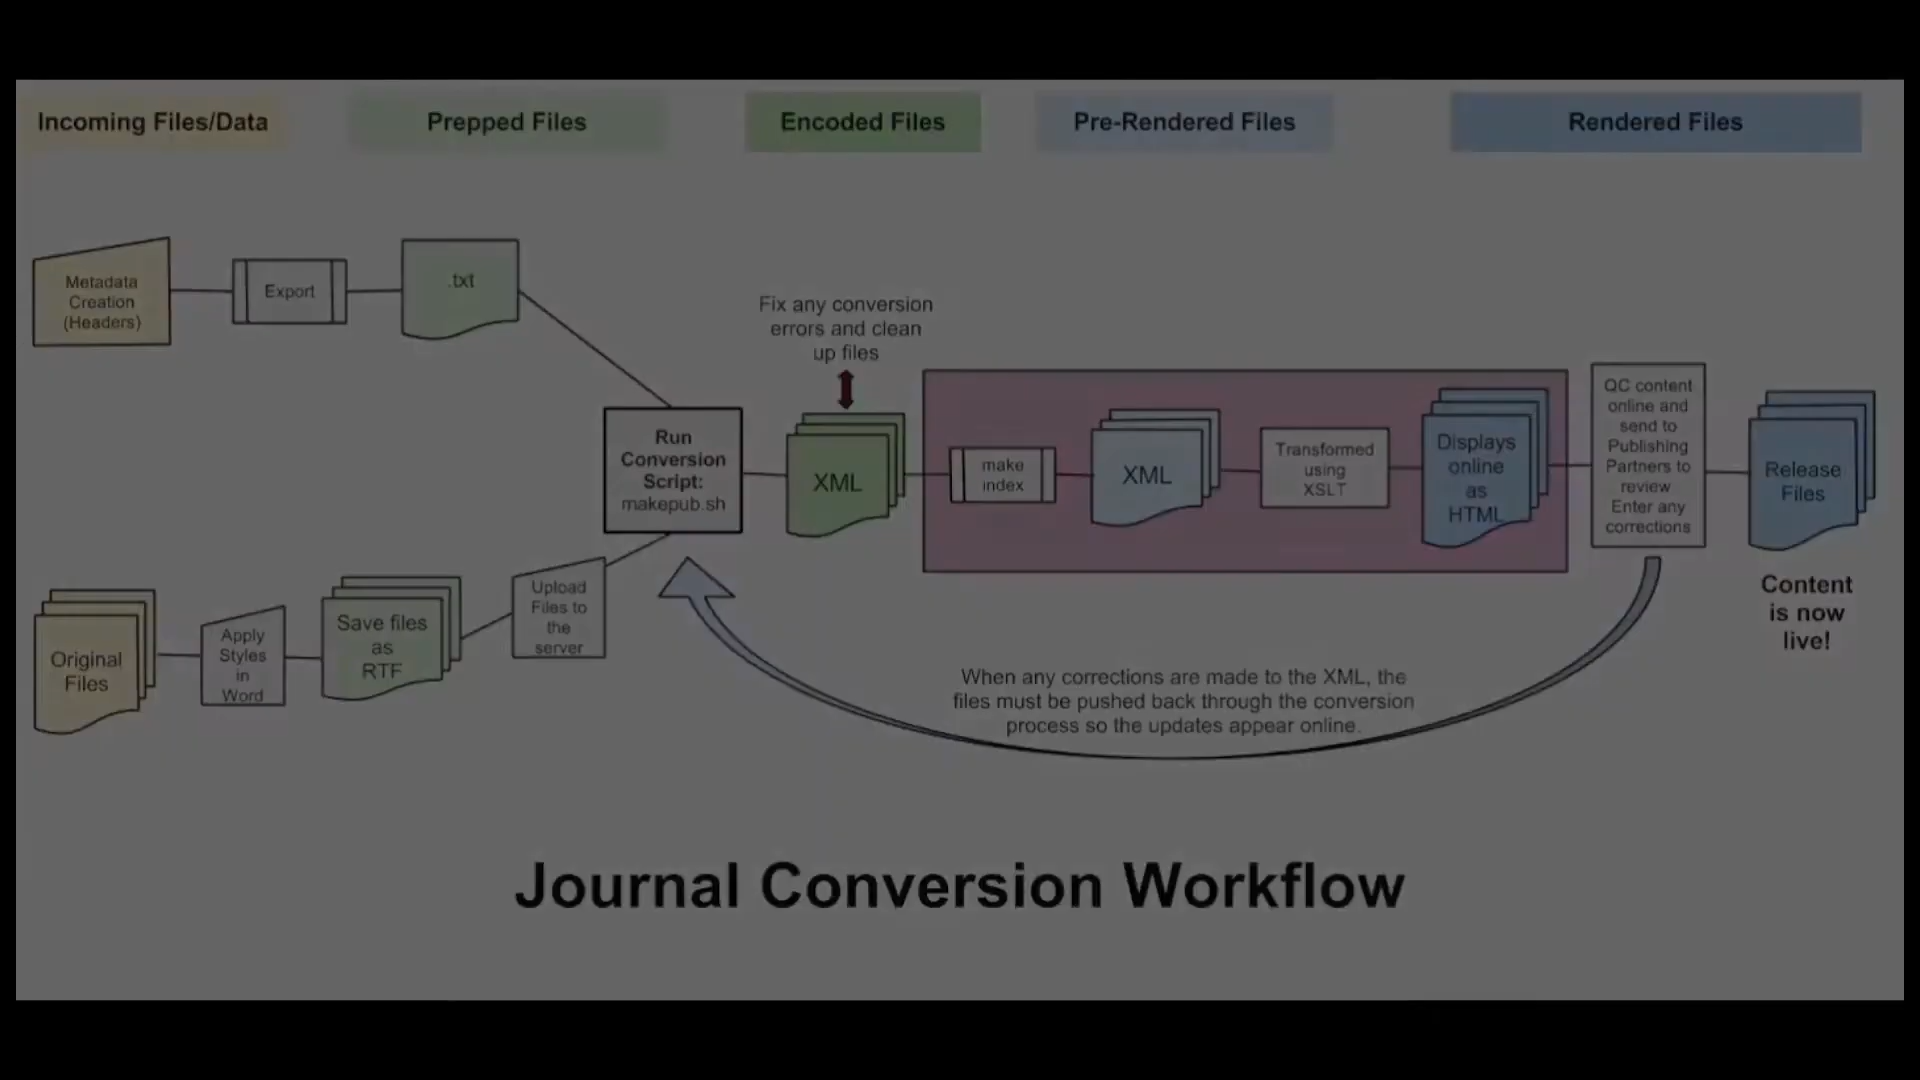 Incoming Files/Data
Prepped Files
Encoded Files
Pre-Rendered Files
Rendered Files
Metadata
Creation
(Headers)
Export
.txt
Fix any conversion
errors and clean
up files
Original
Files
Apply
Styles
in
Word
Save files
as
RTF
Upload
Files to
the
server
Run
Conversion
Script:
makepub.sh
XML
make
index
XML
Transformed
using
XSLT
Displays
online
as
HTML
QC content
online and
send to
Publishing
Partners to
review
Enter any
corrections
Release
Files
Content
is now
live!
When any corrections are made to the XML, the
files must be pushed back through the conversion
process so the updates appear online.
Journal Conversion Workflow